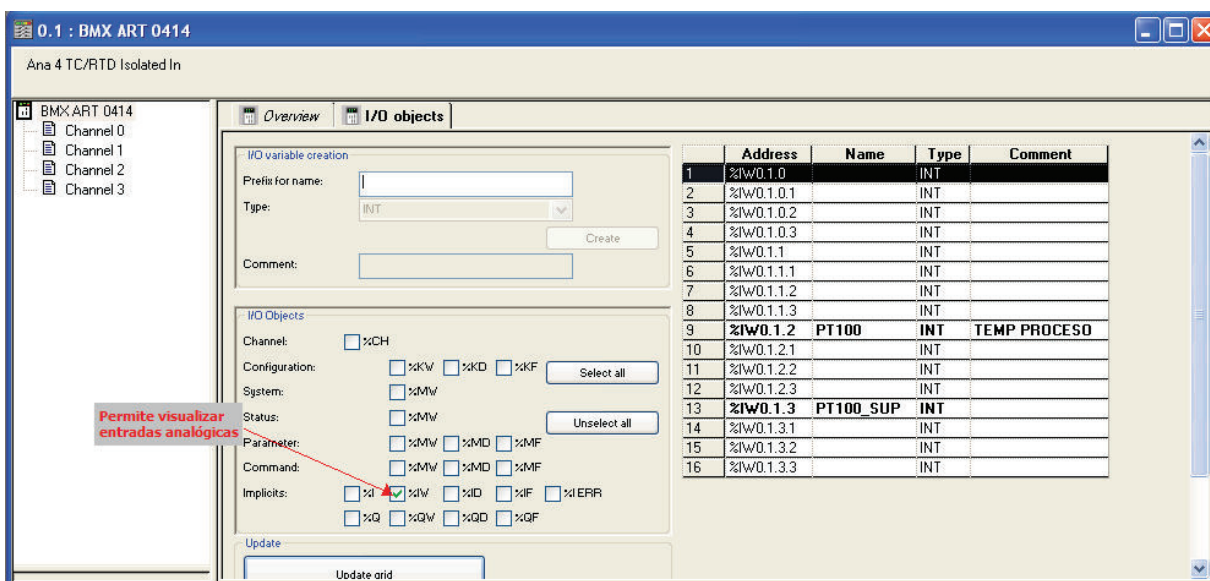 0.1 : BMX ART 0414
Ana 4 TC/RTD Isolated In
BMX ART 0414
Channel 0
Channel 1
Channel 2
Channel 3
Overview I/O objects
I/O variable creation
Prefix for name:
Type: INT
Create
Comment:
I/O Objects
Channel: %CH
Configuration: %KW %KD %KF Select all
System: %MW
Status: %MW Unselect all
Parameter: %MW %MD %MF
Command: %MW %MD %MF
Implicits: %I %IW %ID %IF %I ERR
%Q %QW %QD %QF
Update
Update grid
Permite visualizar
entradas analógicas
Address Name Type Comment
1 %IW0.1.0 INT
2 %IW0.1.0.1 INT
3 %IW0.1.0.2 INT
4 %IW0.1.0.3 INT
5 %IW0.1.1 INT
6 %IW0.1.1.1 INT
7 %IW0.1.1.2 INT
8 %IW0.1.1.3 INT
9 %IW0.1.2 PT100 INT TEMP PROCESO
10 %IW0.1.2.1 INT
11 %IW0.1.2.2 INT
12 %IW0.1.2.3 INT
13 %IW0.1.3 PT100_SUP INT
14 %IW0.1.3.1 INT
15 %IW0.1.3.2 INT
16 %IW0.1.3.3 INT